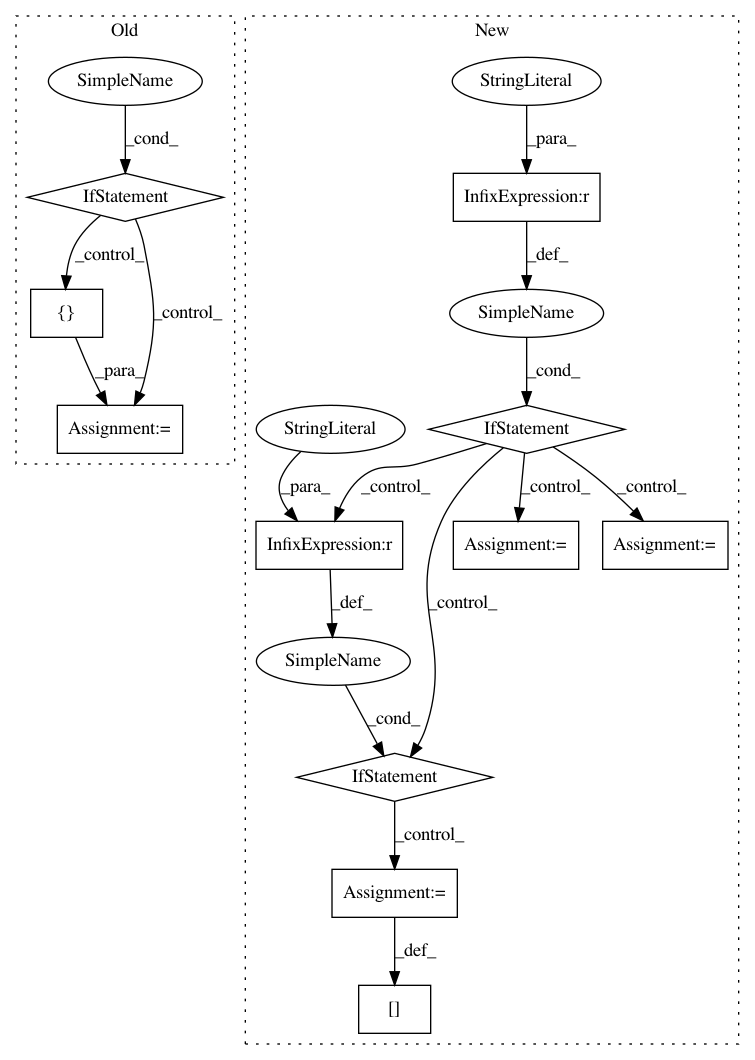 Old
New
SimpleName
StringLiteral
_cond_
_para_
IfStatement
InfixExpression:r
_control_
_control_
_def_
{}
SimpleName
_para_
_cond_
Assignment:=
StringLiteral
IfStatement
_para_
_control_
_control_
_control_
InfixExpression:r
Assignment:=
Assignment:=
_def_
_control_
SimpleName
_cond_
IfStatement
_control_
Assignment:=
_def_
[]